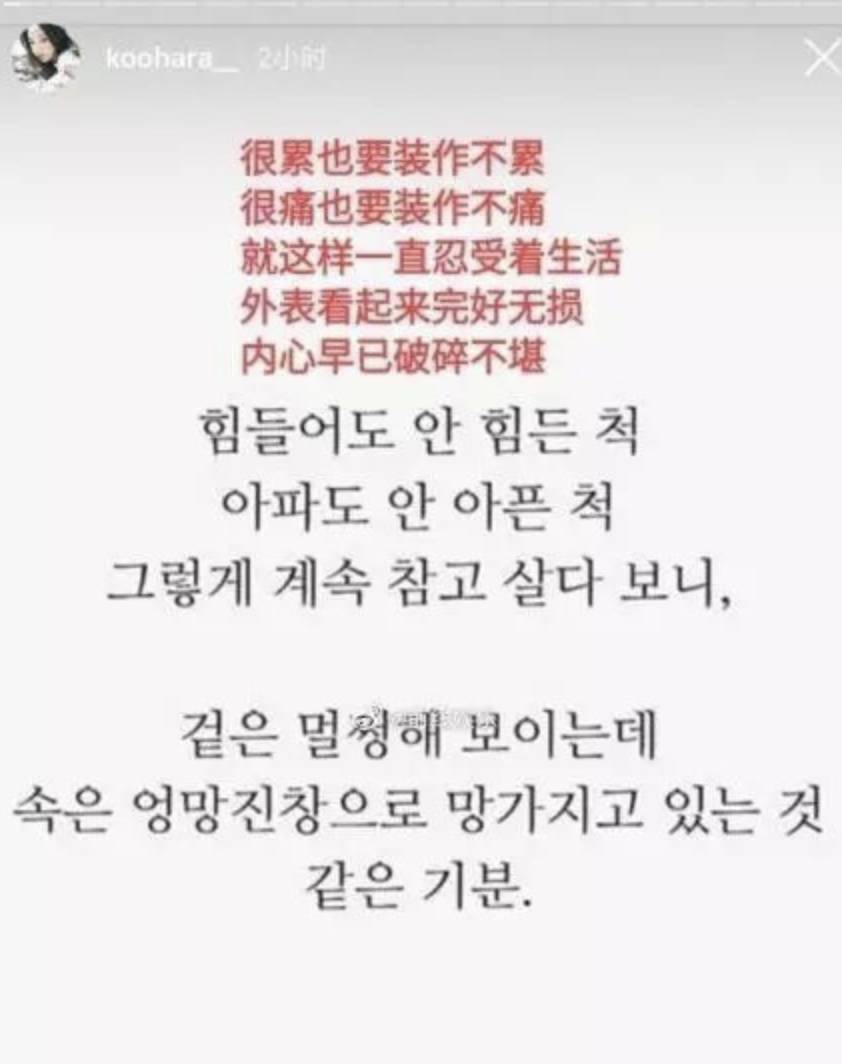 koohara__ 2小时
很累也要装作不累
很痛也要装作不痛
就这样一直忍受着生活
外表看起来完好无损
内心早已破碎不堪
힘들어도 안 힘든 척
아파도 안 아픈 척
그렇게 계속 참고 살다 보니,
겉은 멀쩡해 보이는데
속은 엉망진창으로 망가지고 있는 것
같은 기분.